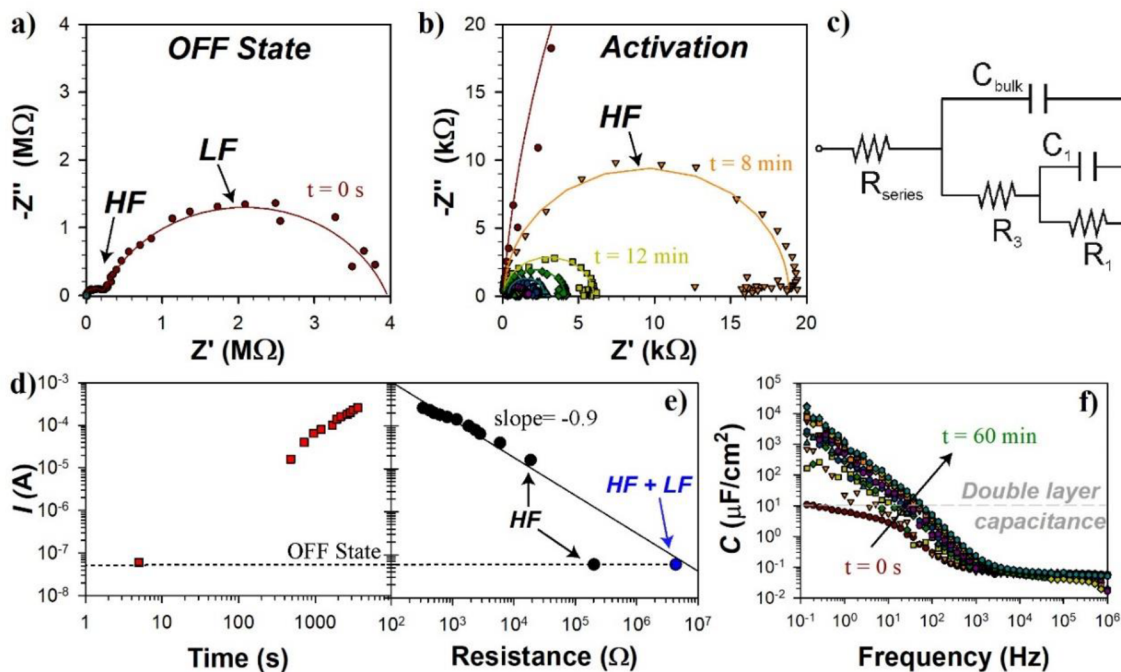 a)
OFF State
4
3
2
1
0
-Z'' (MΩ)
HF
LF
t = 0 s
0 1 2 3 4
Z' (MΩ)
b)
Activation
20
15
10
5
0
-Z'' (kΩ)
HF
t = 8 min
t = 12 min
0 5 10 15 20
Z' (kΩ)
c)
C_bulk
C_1
R_series
R_3
R_1
d)
10^-3
10^-4
10^-5
10^-6
10^-7
10^-8
I (A)
OFF State
1 10 100 1000
Time (s)
e)
slope= -0.9
HF + LF
HF
10^2 10^3 10^4 10^5 10^6 10^7
Resistance (Ω)
f)
10^5
10^4
10^3
10^2
10^1
10^0
10^-1
10^-2
C (μF/cm^2)
t = 60 min
Double layer
capacitance
t = 0 s
10^-1 10^0 10^1 10^2 10^3 10^4 10^5 10^6
Frequency (Hz)